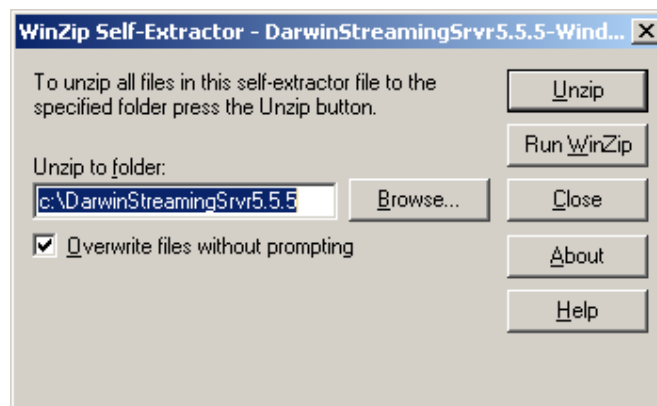 WinZip Self-Extractor - DarwinStreamingSrvr5.5.5-Wind...
To unzip all files in this self-extractor file to the
specified folder press the Unzip button.
Unzip to folder:
c:\DarwinStreamingSrvr5.5.5
Browse...
Overwrite files without prompting
Unzip
Run WinZip
Close
About
Help